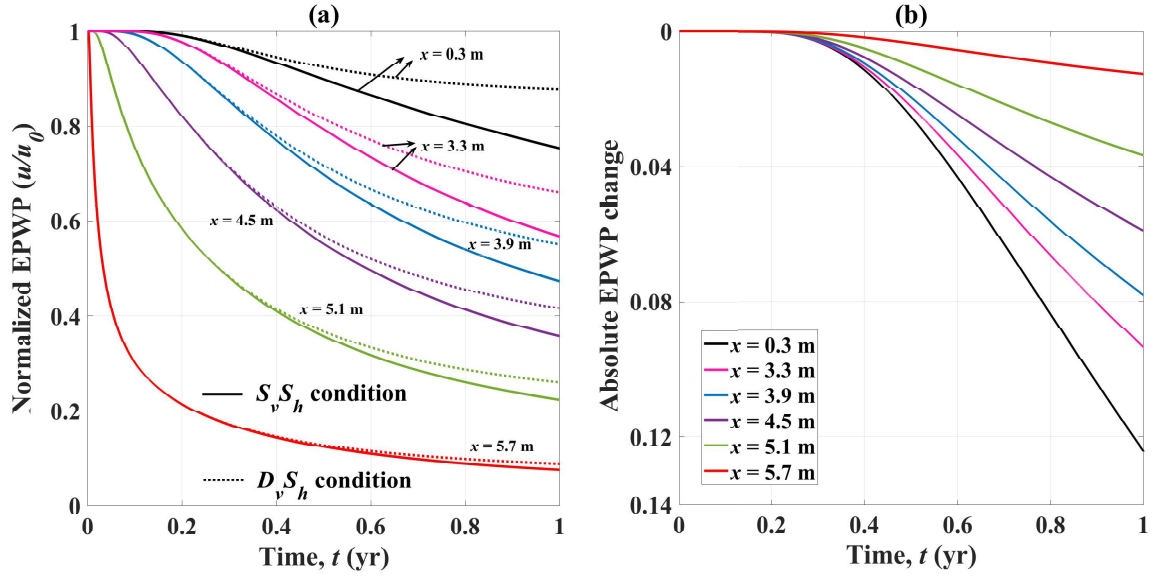 (a)
Normalized EPWP (u/u0)
1
0.8
0.6
0.4
0.2
0
x = 0.3 m
x = 3.3 m
x = 4.5 m
x = 3.9 m
x = 5.1 m
x = 5.7 m
SvSh condition
DvSh condition
0 0.2 0.4 0.6 0.8 1
Time, t (yr)
(b)
Absolute EPWP change
0
0.04
0.08
0.12
0.14
x = 0.3 m
x = 3.3 m
x = 3.9 m
x = 4.5 m
x = 5.1 m
x = 5.7 m
0 0.2 0.4 0.6 0.8 1
Time, t (yr)